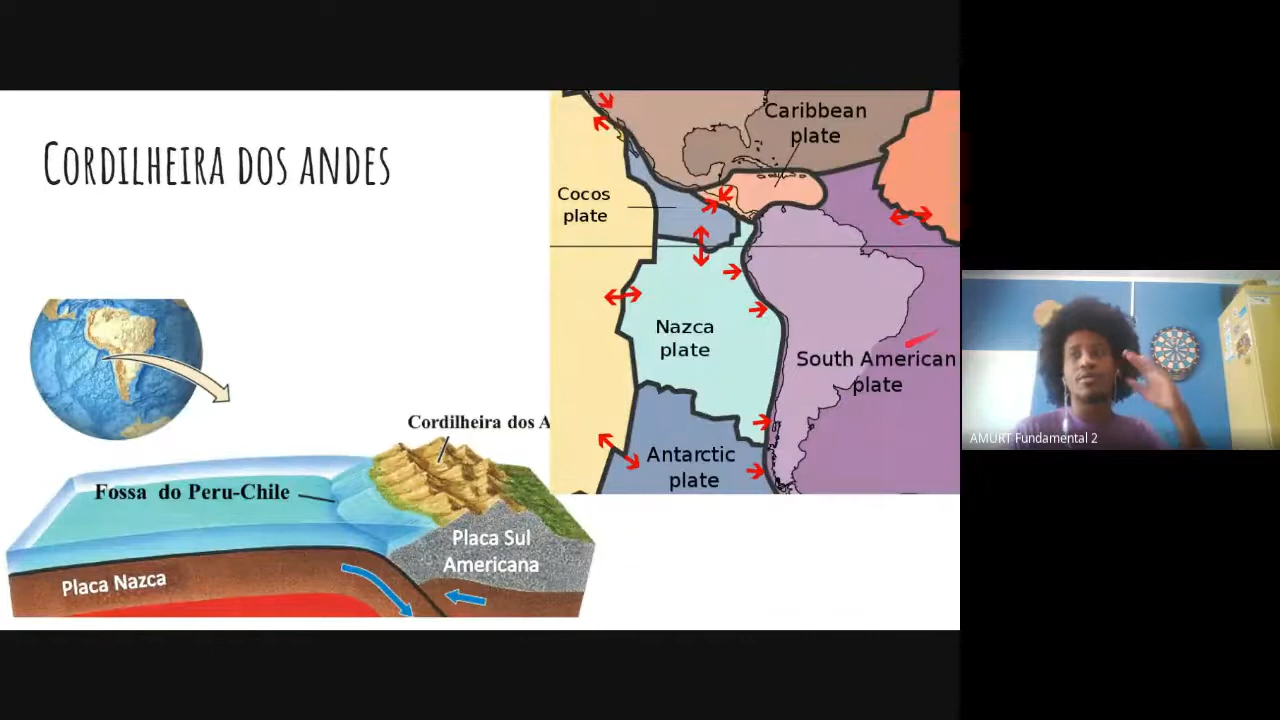 CORDILHEIRA DOS ANDES
Caribbean
plate
Cocos
plate
Nazca
plate
South American
plate
Antarctic
plate
Cordilheira dos A
Fossa do Peru-Chile
Placa Sul
Americana
Placa Nazca
AMURT Fundamental 2